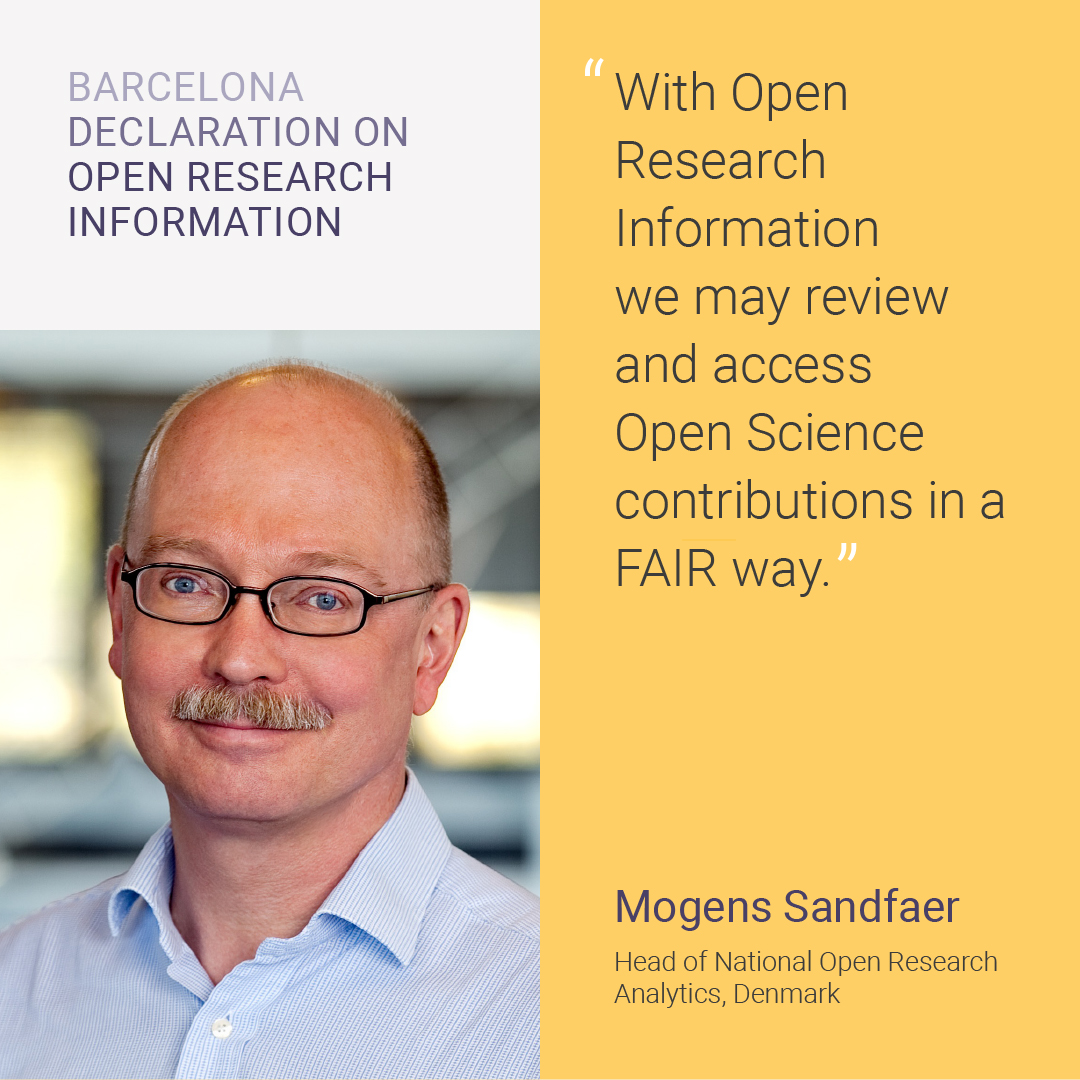 BARCELONA
DECLARATION ON
OPEN RESEARCH
INFORMATION
“With Open
Research
Information
we may review
and access
Open Science
contributions in a
FAIR way.”
Mogens Sandfaer
Head of National Open Research
Analytics, Denmark